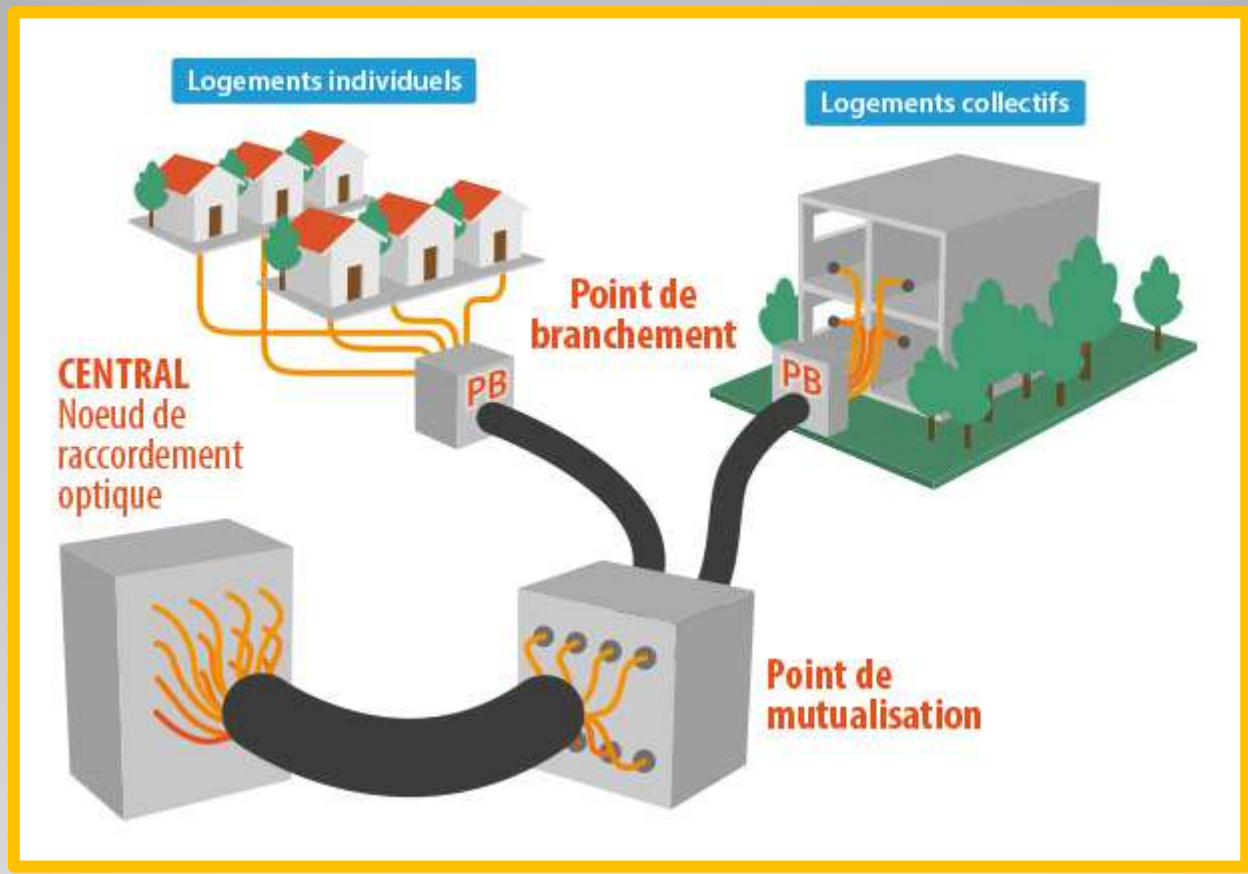 Logements individuels
Logements collectifs
Point de
branchement
CENTRAL
Noeud de
raccordement
optique
PB
PB
Point de
mutualisation